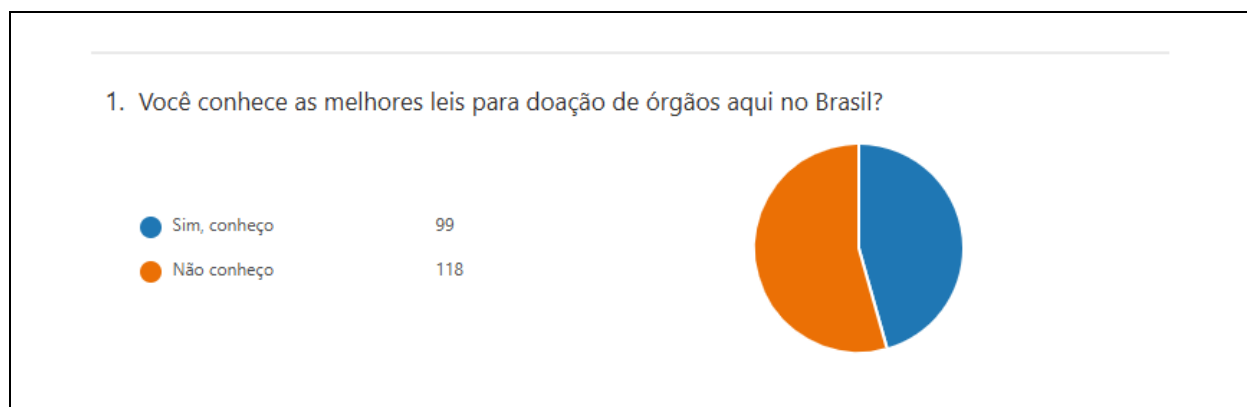 1. Você conhece as melhores leis para doação de órgãos aqui no Brasil?
Sim, conheço 99
Não conheço 118